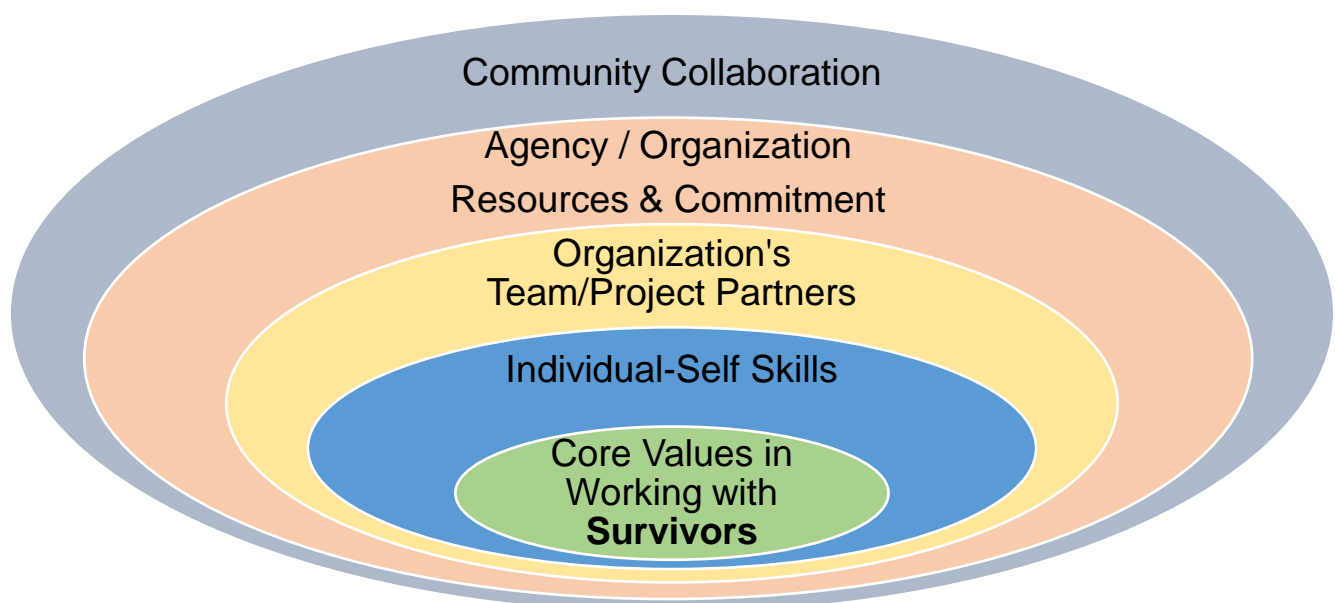 Community Collaboration
Agency / Organization
Resources & Commitment
Organization's
Team/Project Partners
Individual-Self Skills
Core Values in
Working with
Survivors